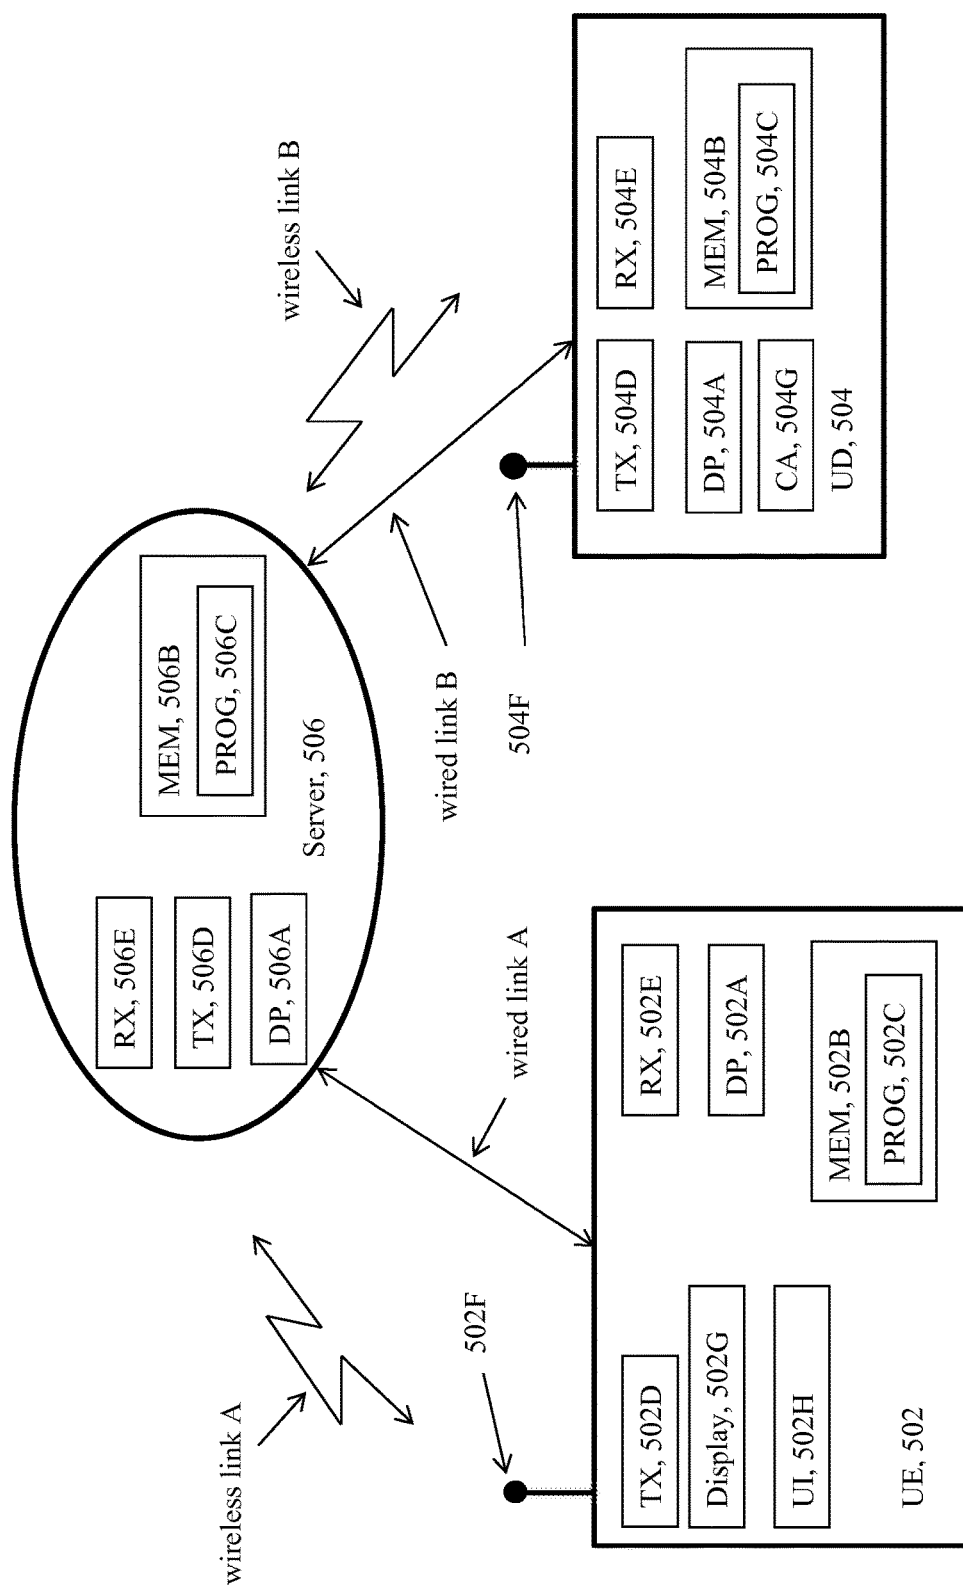 wireless link A
wireless link B
RX, 506E
TX, 506D
DP, 506A
MEM, 506B
PROG, 506C
Server, 506
wired link A
wired link B
502F
504F
TX, 502D
Display, 502G
UI, 502H
UE, 502
RX, 502E
DP, 502A
MEM, 502B
PROG, 502C
TX, 504D
DP, 504A
CA, 504G
UD, 504
RX, 504E
MEM, 504B
PROG, 504C